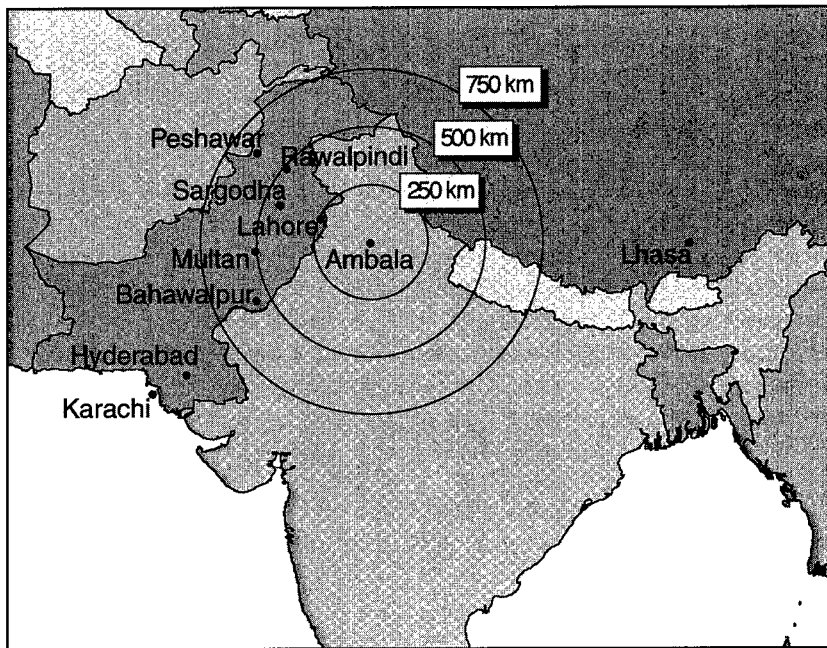 750 km
Peshawar
500 km
Rawalpindi
Sargodha
250 km
Lahore
Multan
Ambala
Lhasa
Bahawalpur
Hyderabad
Karachi